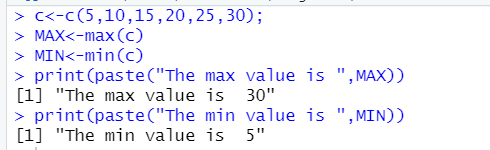 > c<-c(5,10,15,20,25,30);
> MAX<-max(c)
> MIN<-min(c)
> print(paste("The max value is ",MAX))
[1] "The max value is  30"
> print(paste("The min value is ",MIN))
[1] "The min value is  5"